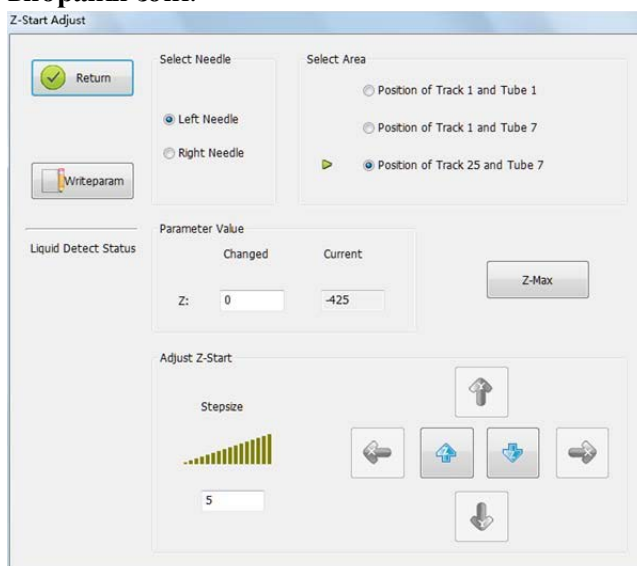 Z-Start Adjust
Return
Writeparam
Liquid Detect Status
Select Needle
Left Needle
Right Needle
Select Area
Position of Track 1 and Tube 1
Position of Track 1 and Tube 7
Position of Track 25 and Tube 7
Parameter Value
Changed Current
Z: 0 -425
Z-Max
Adjust Z-Start
Stepsize
5